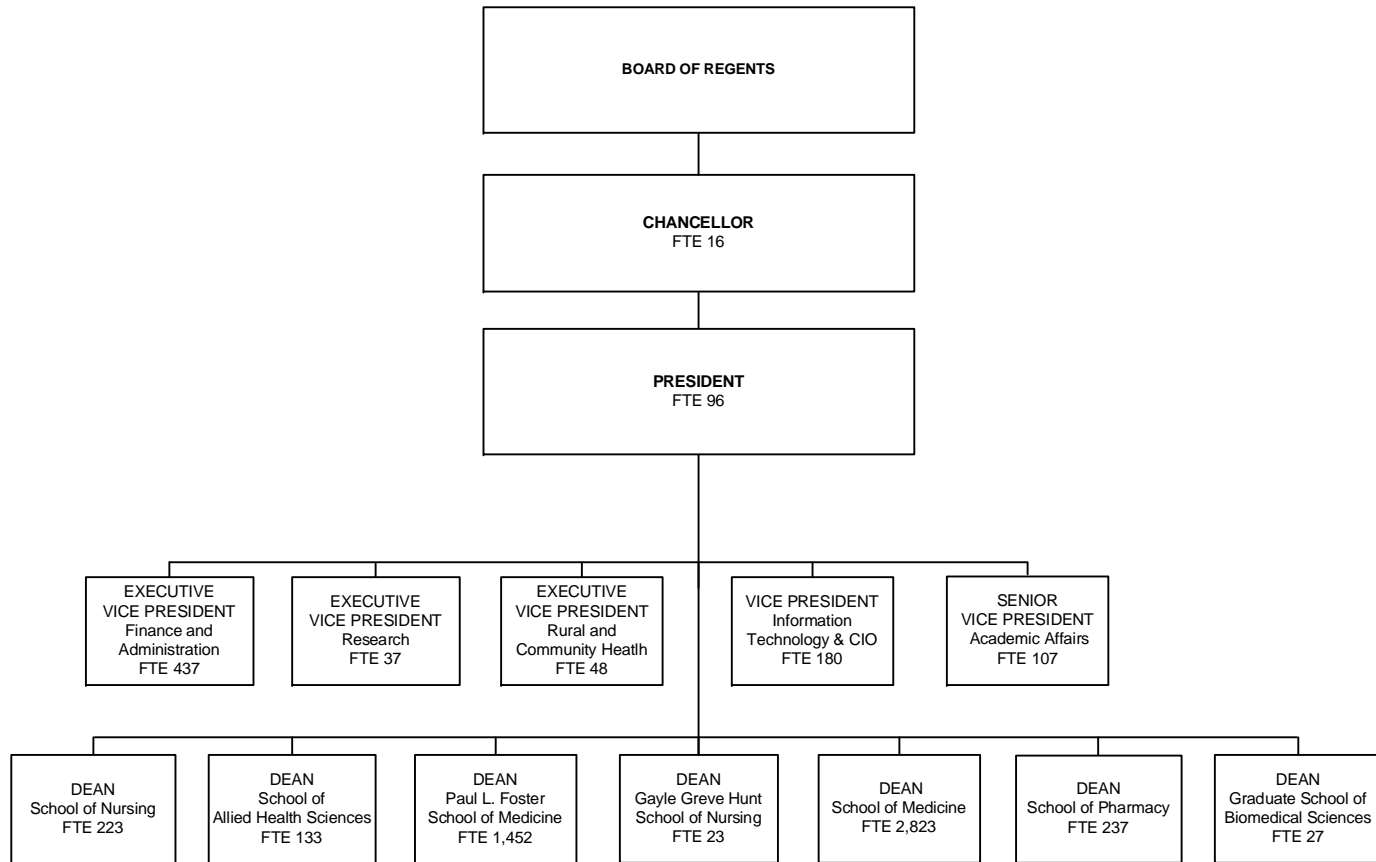 BOARD OF REGENTS
CHANCELLOR
FTE 16
PRESIDENT
FTE 96
EXECUTIVE
VICE PRESIDENT
Finance and
Administration
FTE 437
EXECUTIVE
VICE PRESIDENT
Research
FTE 37
EXECUTIVE
VICE PRESIDENT
Rural and
Community Heatlh
FTE 48
VICE PRESIDENT
Information
Technology & CIO
FTE 180
SENIOR
VICE PRESIDENT
Academic Affairs
FTE 107
DEAN
School of Nursing
FTE 223
DEAN
School of
Allied Health Sciences
FTE 133
DEAN
Paul L. Foster
School of Medicine
FTE 1,452
DEAN
Gayle Greve Hunt
School of Nursing
FTE 23
DEAN
School of Medicine
FTE 2,823
DEAN
School of Pharmacy
FTE 237
DEAN
Graduate School of
Biomedical Sciences
FTE 27